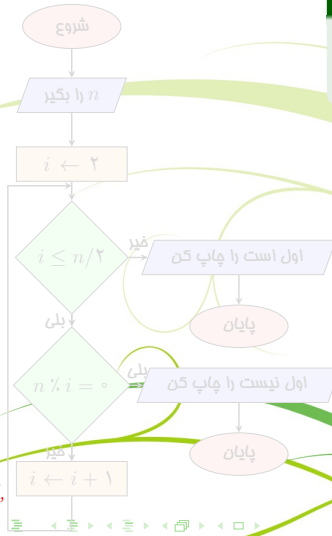 شروع
n را بگیر
i ← ۲
i ≤ n/۲
خیر
اول است را چاپ کن
پایان
بلی
n % i = ۰
بلی
اول نیست را چاپ کن
پایان
خیر
i ← i + ۱